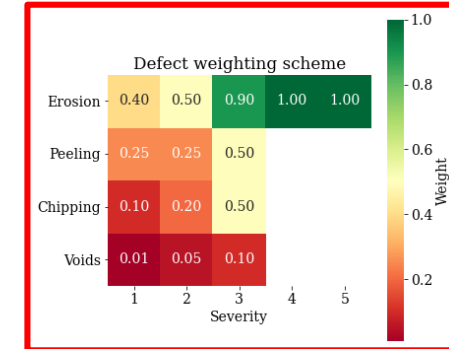 Defect weighting scheme
Erosion 0.40 0.50 0.90 1.00 1.00
Peeling 0.25 0.25 0.50
Chipping 0.10 0.20 0.50
Voids 0.01 0.05 0.10
1 2 3 4 5
Severity
1.0
0.8
0.6
0.4
0.2
Weight